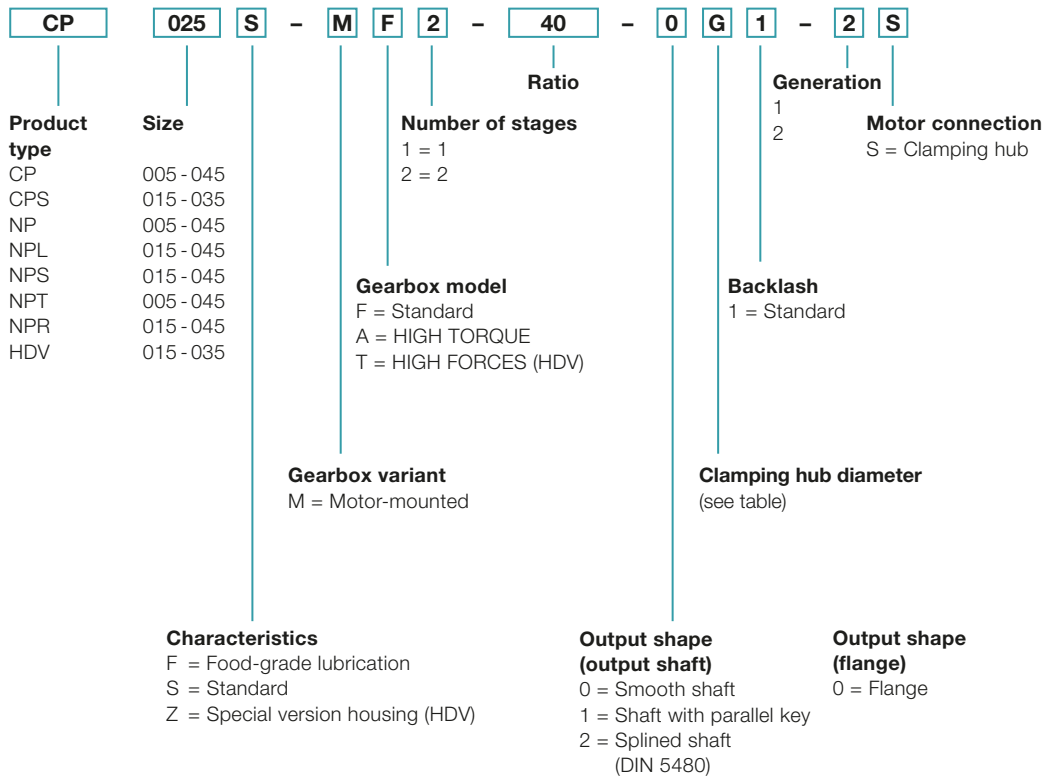 CP 025 S – M F 2 – 40 – 0 G 1 – 2 S
Ratio
Generation
1
2
Product type
CP
CPS
NP
NPL
NPS
NPT
NPR
HDV
Size
005 - 045
015 - 035
005 - 045
015 - 045
015 - 045
005 - 045
015 - 045
015 - 035
Number of stages
1 = 1
2 = 2
Motor connection
S = Clamping hub
Gearbox model
F = Standard
A = HIGH TORQUE
T = HIGH FORCES (HDV)
Backlash
1 = Standard
Gearbox variant
M = Motor-mounted
Clamping hub diameter
(see table)
Characteristics
F = Food-grade lubrication
S = Standard
Z = Special version housing (HDV)
Output shape
(output shaft)
0 = Smooth shaft
1 = Shaft with parallel key
2 = Splined shaft
(DIN 5480)
Output shape
(flange)
0 = Flange